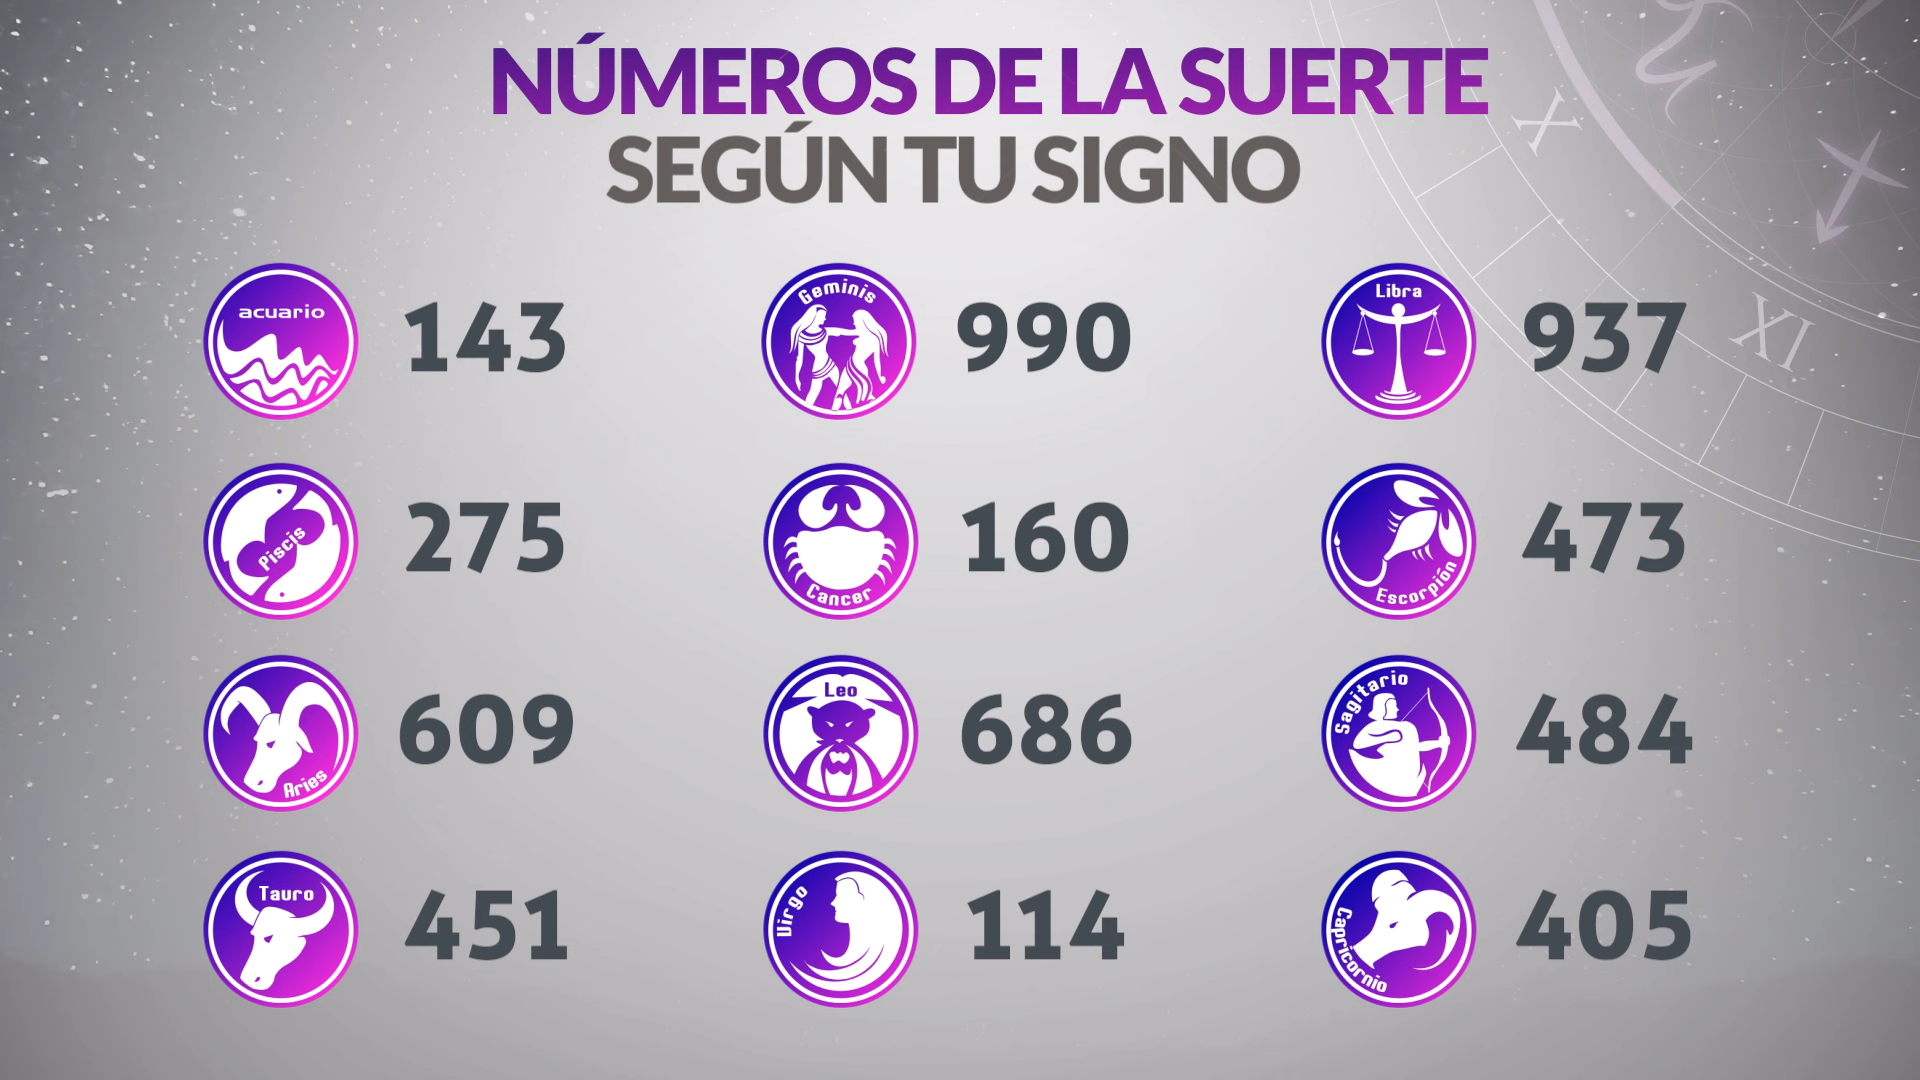 NÚMEROS DE LA SUERTE
SEGÚN TU SIGNO
acuario 143
Geminis 990
Libra 937
Piscis 275
Cancer 160
Escorpión 473
Aries 609
Leo 686
Sagitario 484
Tauro 451
Virgo 114
Capricornio 405
X
XI